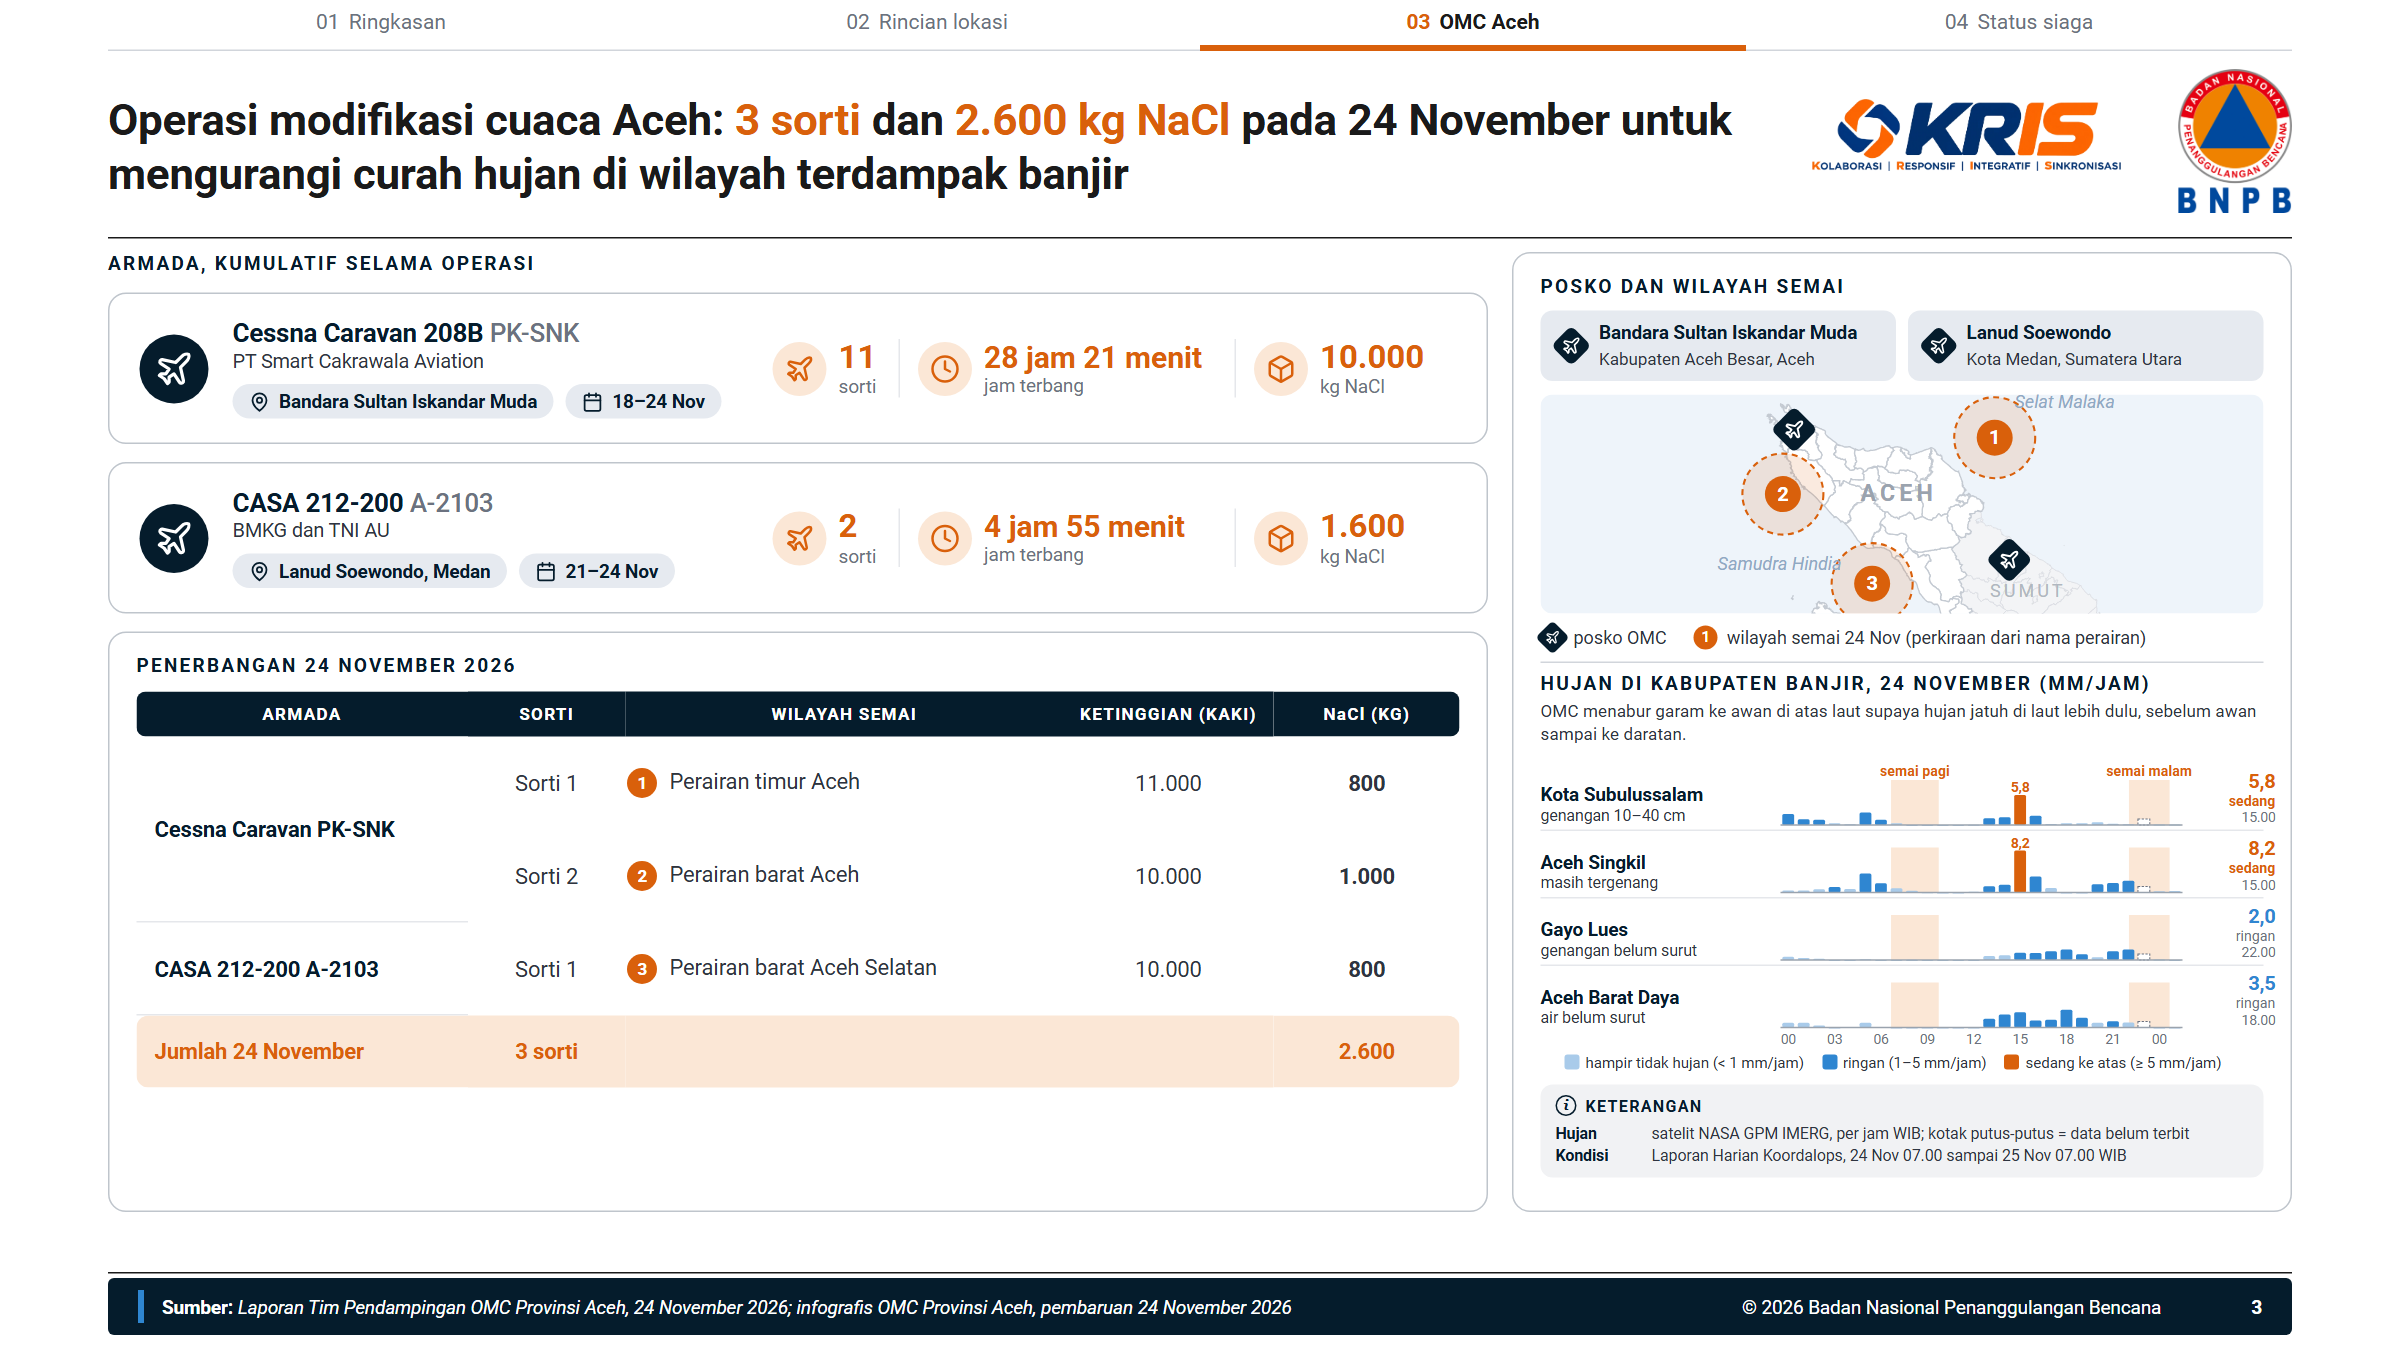 01 Ringkasan
02 Rincian lokasi
03 OMC Aceh
04 Status siaga
Operasi modifikasi cuaca Aceh: 3 sorti dan 2.600 kg NaCl pada 24 November untuk
mengurangi curah hujan di wilayah terdampak banjir
KRIS
KOLABORASI | RESPONSIF | INTEGRATIF | SINKRONISASI
BADAN NASIONAL
PENANGGULANGAN BENCANA
BNPB
ARMADA, KUMULATIF SELAMA OPERASI
Cessna Caravan 208B PK-SNK
PT Smart Cakrawala Aviation
Bandara Sultan Iskandar Muda
18–24 Nov
11
sorti
28 jam 21 menit
jam terbang
10.000
kg NaCl
CASA 212-200 A-2103
BMKG dan TNI AU
Lanud Soewondo, Medan
21–24 Nov
2
sorti
4 jam 55 menit
jam terbang
1.600
kg NaCl
PENERBANGAN 24 NOVEMBER 2026
ARMADA SORTI WILAYAH SEMAI KETINGGIAN (KAKI) NaCl (KG)
Cessna Caravan PK-SNK
Sorti 1 1 Perairan timur Aceh 11.000 800
Sorti 2 2 Perairan barat Aceh 10.000 1.000
CASA 212-200 A-2103 Sorti 1 3 Perairan barat Aceh Selatan 10.000 800
Jumlah 24 November 3 sorti 2.600
POSKO DAN WILAYAH SEMAI
Bandara Sultan Iskandar Muda
Kabupaten Aceh Besar, Aceh
Lanud Soewondo
Kota Medan, Sumatera Utara
Selat Malaka
1
2
ACEH
Samudra Hindia
3
SUMUT
posko OMC
1 wilayah semai 24 Nov (perkiraan dari nama perairan)
HUJAN DI KABUPATEN BANJIR, 24 NOVEMBER (MM/JAM)
OMC menabur garam ke awan di atas laut supaya hujan jatuh di laut lebih dulu, sebelum awan
sampai ke daratan.
semai pagi
semai malam
Kota Subulussalam
genangan 10–40 cm
5,8
5,8
sedang
15.00
Aceh Singkil
masih tergenang
8,2
8,2
sedang
15.00
Gayo Lues
genangan belum surut
2,0
ringan
22.00
Aceh Barat Daya
air belum surut
3,5
ringan
18.00
00 03 06 09 12 15 18 21 00
hampir tidak hujan (< 1 mm/jam)
ringan (1–5 mm/jam)
sedang ke atas (≥ 5 mm/jam)
KETERANGAN
Hujan satelit NASA GPM IMERG, per jam WIB; kotak putus-putus = data belum terbit
Kondisi Laporan Harian Koordalops, 24 Nov 07.00 sampai 25 Nov 07.00 WIB
Sumber: Laporan Tim Pendampingan OMC Provinsi Aceh, 24 November 2026; infografis OMC Provinsi Aceh, pembaruan 24 November 2026
© 2026 Badan Nasional Penanggulangan Bencana
3